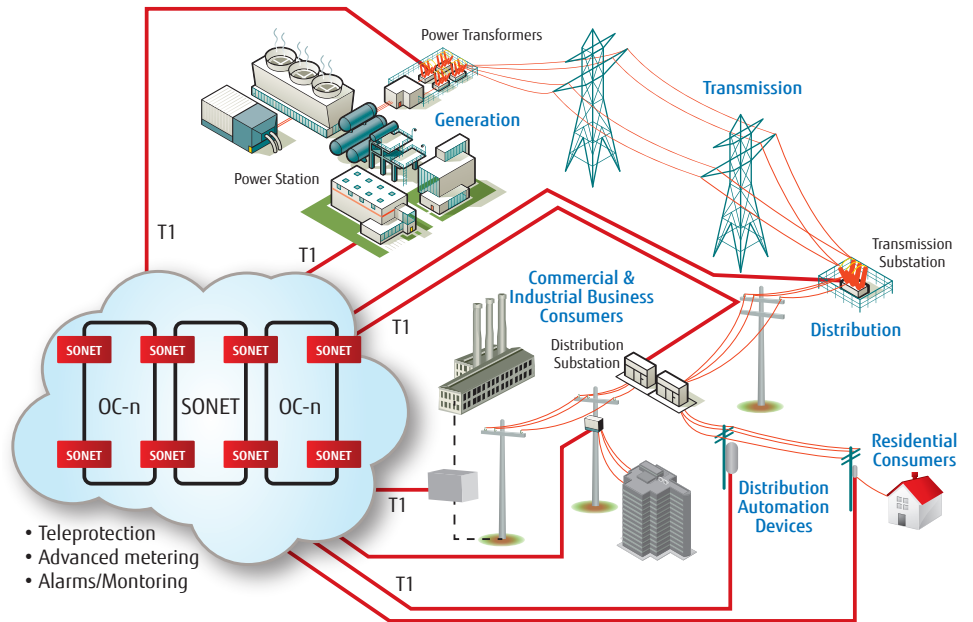 Power Transformers
Transmission
Generation
Power Station
T1
T1
Transmission
Substation
Commercial &
Industrial Business
Consumers
Distribution
T1
Distribution
Substation
SONET SONET SONET SONET
OC-n SONET OC-n
SONET SONET SONET SONET
Residential
Consumers
Distribution
Automation
Devices
T1
• Teleprotection
• Advanced metering
• Alarms/Montoring
T1